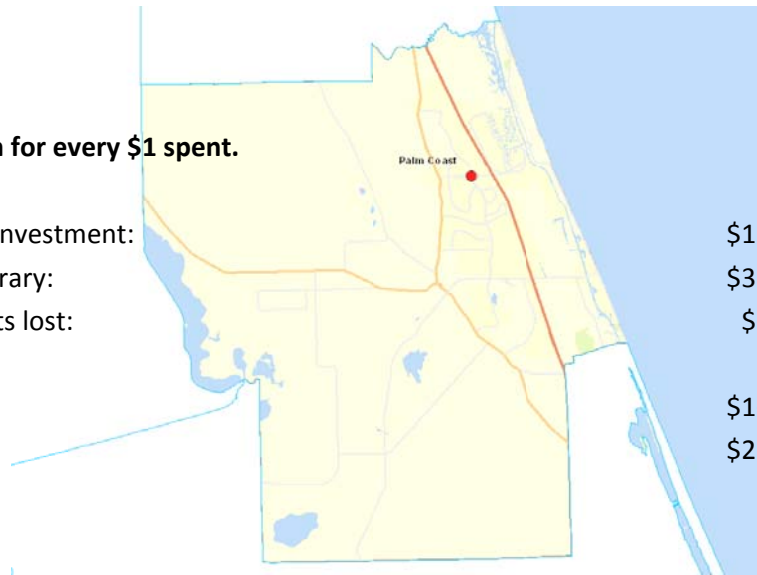 for every $1 spent.
Palm Coast
nvestment: $1
rary: $3
ts lost: $
$1
$2